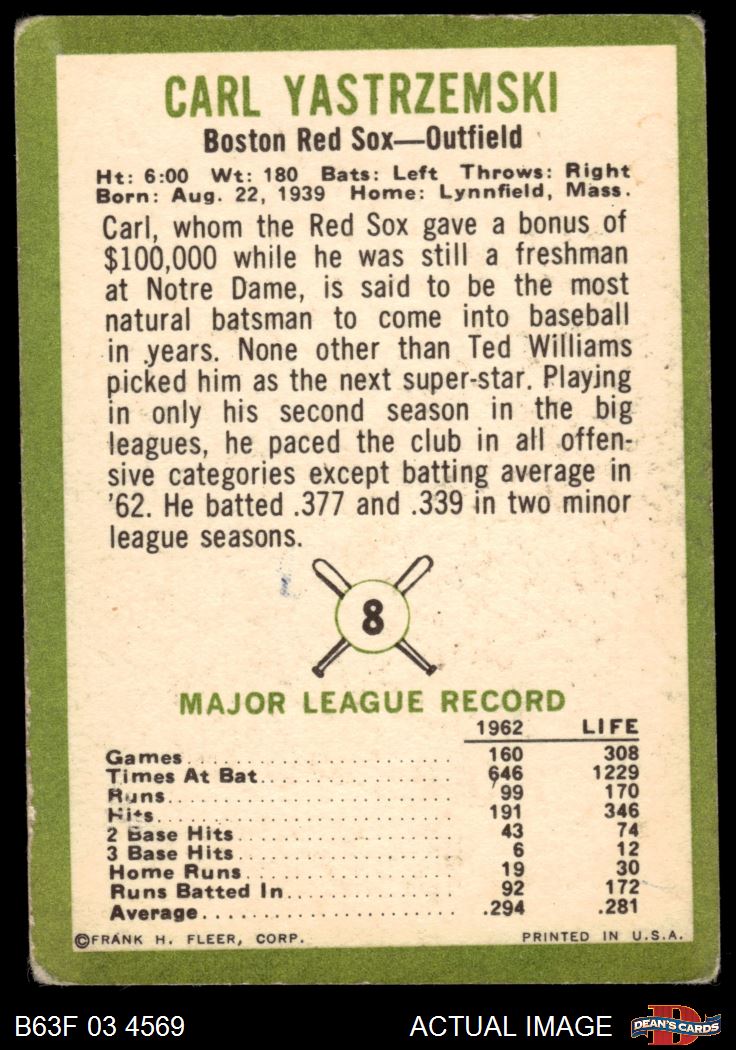 CARL YASTRZEMSKI
Boston Red Sox—Outfield
Ht: 6:00 Wt: 180 Bats: Left Throws: Right
Born: Aug. 22, 1939 Home: Lynnfield, Mass.
Carl, whom the Red Sox gave a bonus of
$100,000 while he was still a freshman
at Notre Dame, is said to be the most
natural batsman to come into baseball
in years. None other than Ted Williams
picked him as the next super-star. Playing
in only his second season in the big
leagues, he paced the club in all offen-
sive categories except batting average in
'62. He batted .377 and .339 in two minor
league seasons.
8
MAJOR LEAGUE RECORD
1962 LIFE
Games 160 308
Times At Bat 646 1229
Runs 99 170
Hits 191 346
2 Base Hits 43 74
3 Base Hits 6 12
Home Runs 19 30
Runs Batted In 92 172
Average .294 .281
©FRANK H. FLEER, CORP. PRINTED IN U.S.A.
B63F 03 4569 ACTUAL IMAGE DEAN'S CARDS